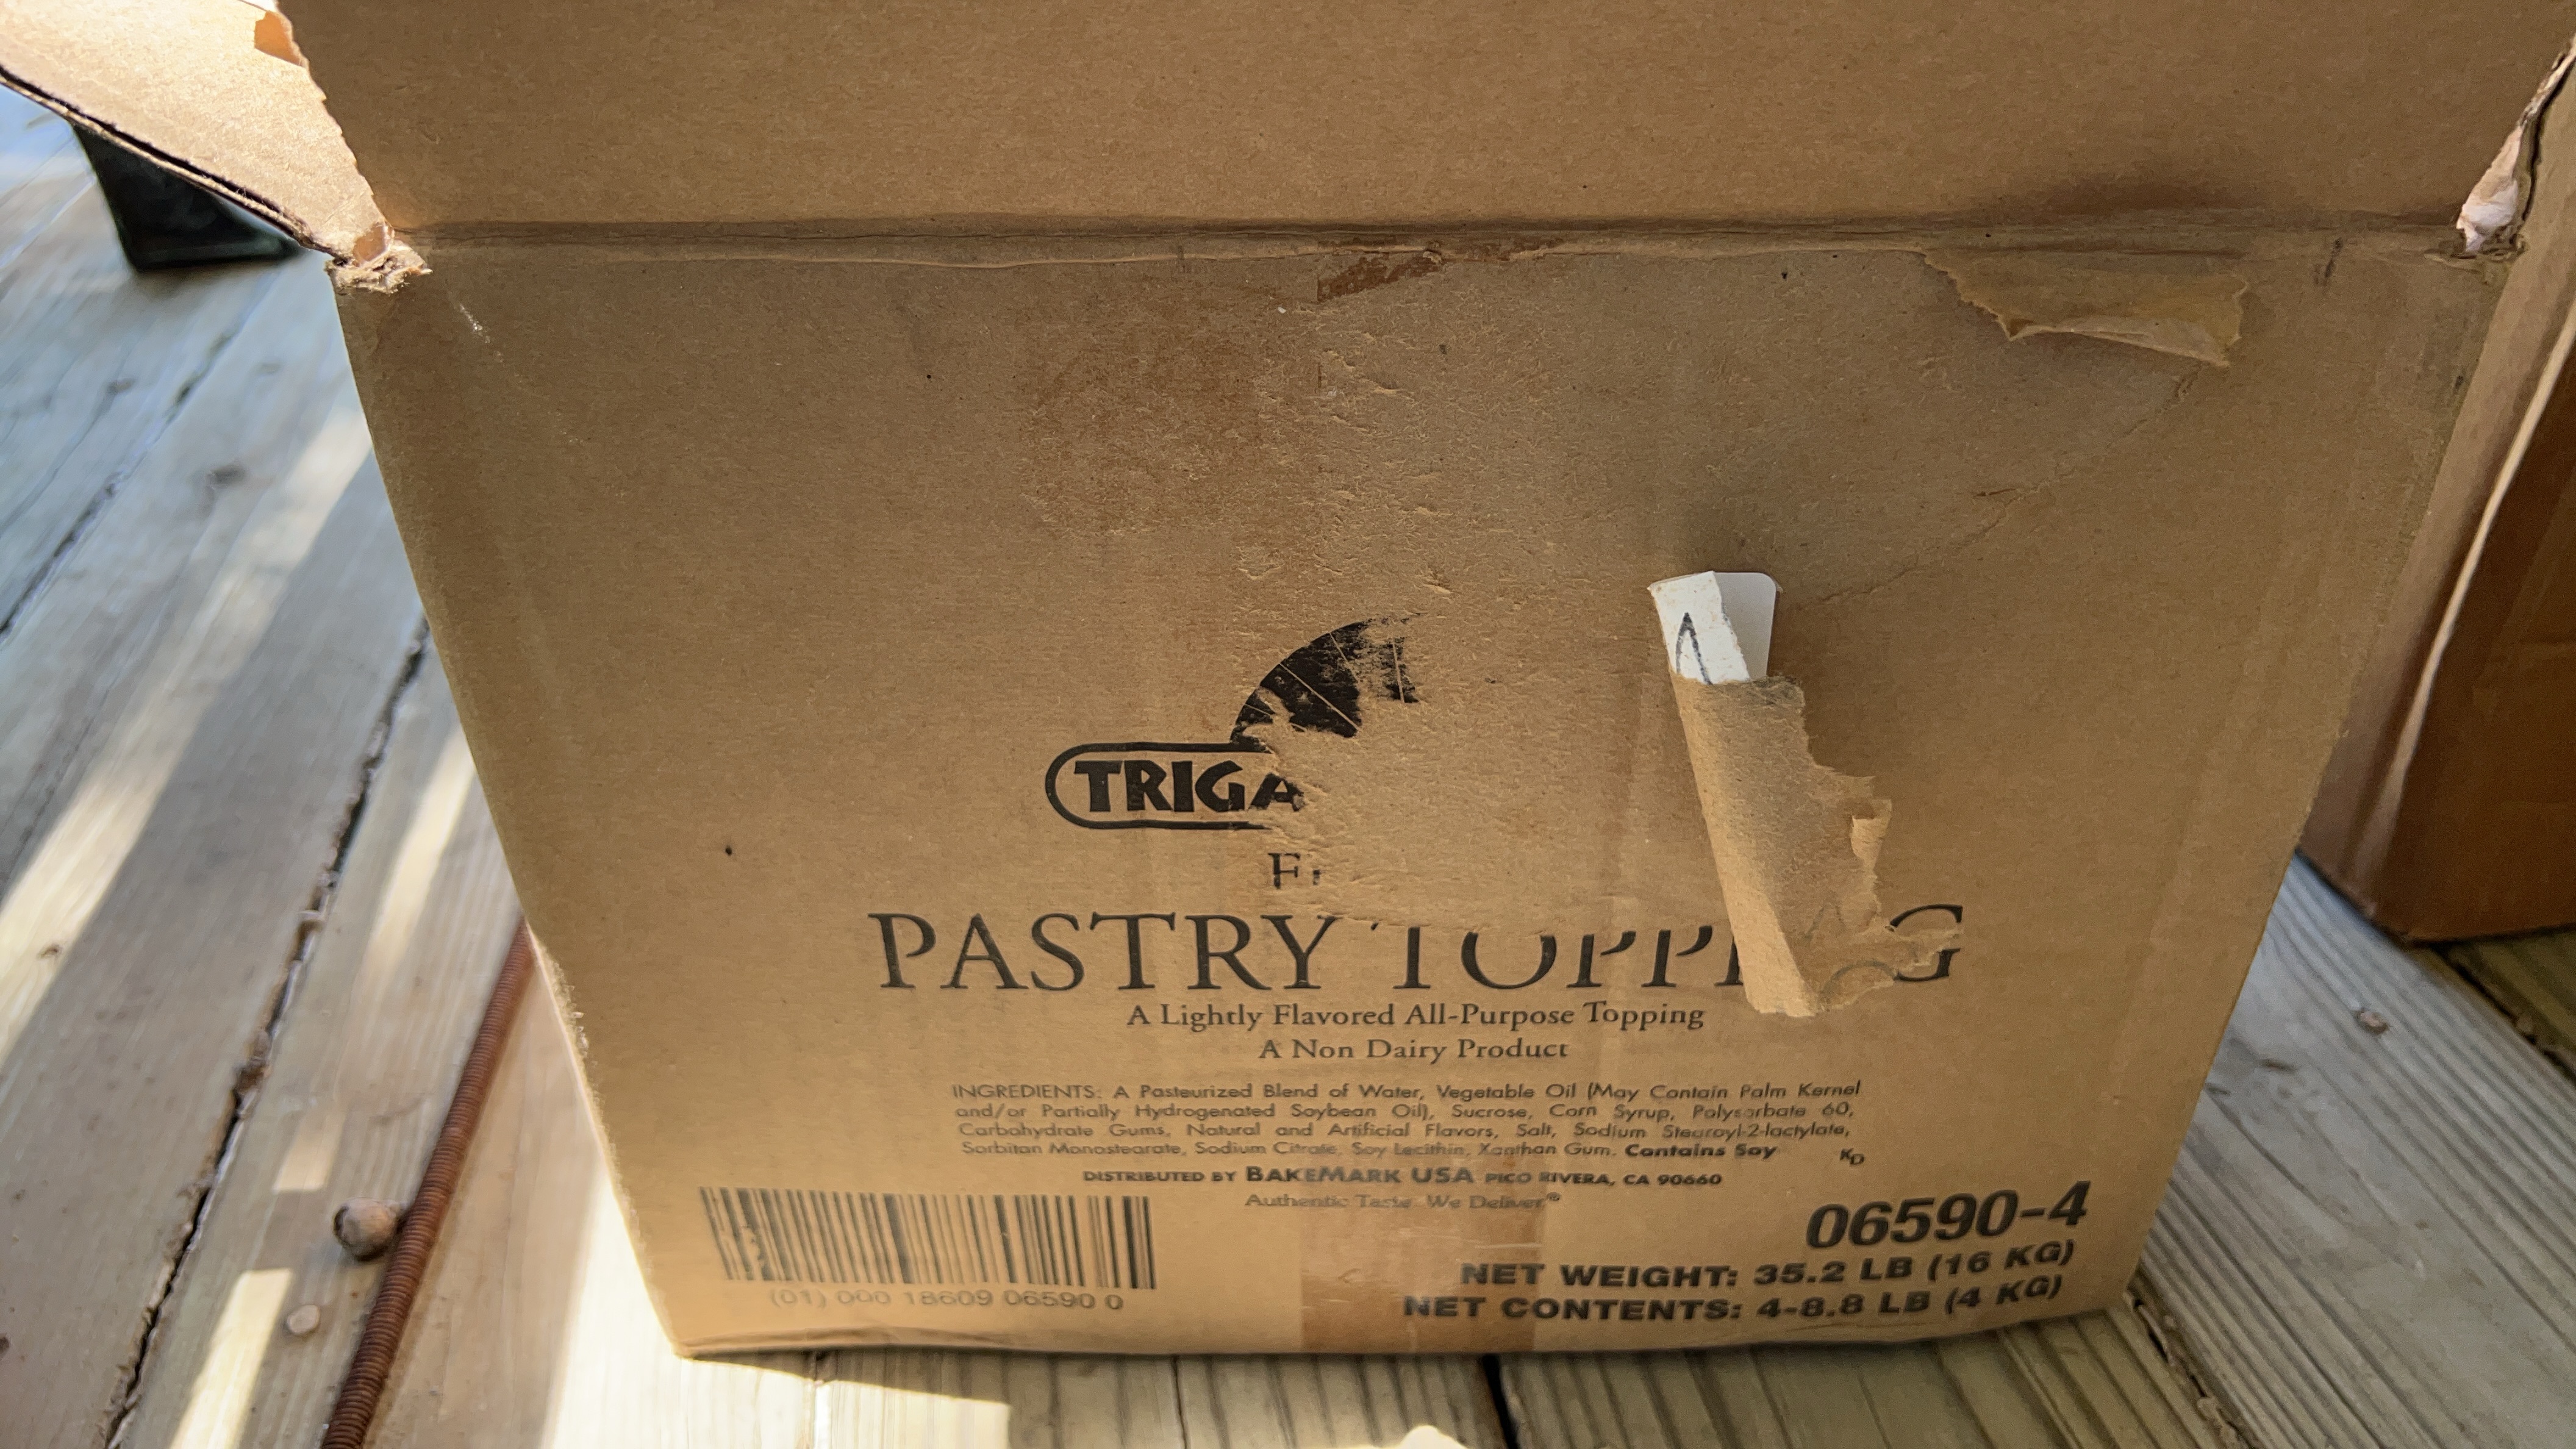 TRIGA
PASTRY TOPPING
A Lightly Flavored All-Purpose Topping
A Non Dairy Product
INGREDIENTS: A Pasteurized Blend of Water, Vegetable Oil (May Contain Palm Kernel
and/or Partially Hydrogenated Soybean Oil), Sucrose, Corn Syrup, Polysorbate 60,
Carbohydrate Gums, Natural and Artificial Flavors, Salt, Sodium Stearoyl-2-lactylate,
Sorbitan Monostearate, Sodium Citrate, Soy Lecithin, Xanthan Gum. Contains Soy
KD
DISTRIBUTED BY BAKEMARK USA PICO RIVERA, CA 90660
Authentic Taste We Deliver®
06590-4
NET WEIGHT: 35.2 LB (16 KG)
NET CONTENTS: 4-8.8 LB (4 KG)
(01) 000 18609 06590 0